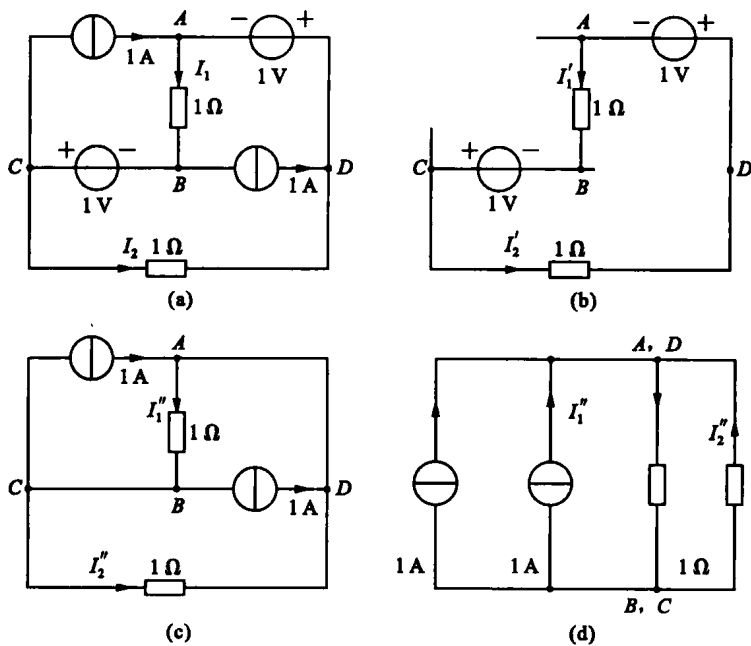 A
− +
1 A
1 V
I₁
1 Ω
C
+ −
B
D
1 V
1 A
I₂ 1 Ω
(a)
A
− +
1 V
I₁′
1 Ω
C
+ −
B
D
1 V
I₂′ 1 Ω
(b)
A
1 A
I₁″
1 Ω
C
B
D
1 A
I₂″ 1 Ω
(c)
A, D
I₁″
I₂″
1 A
1 A
1 Ω
B, C
(d)